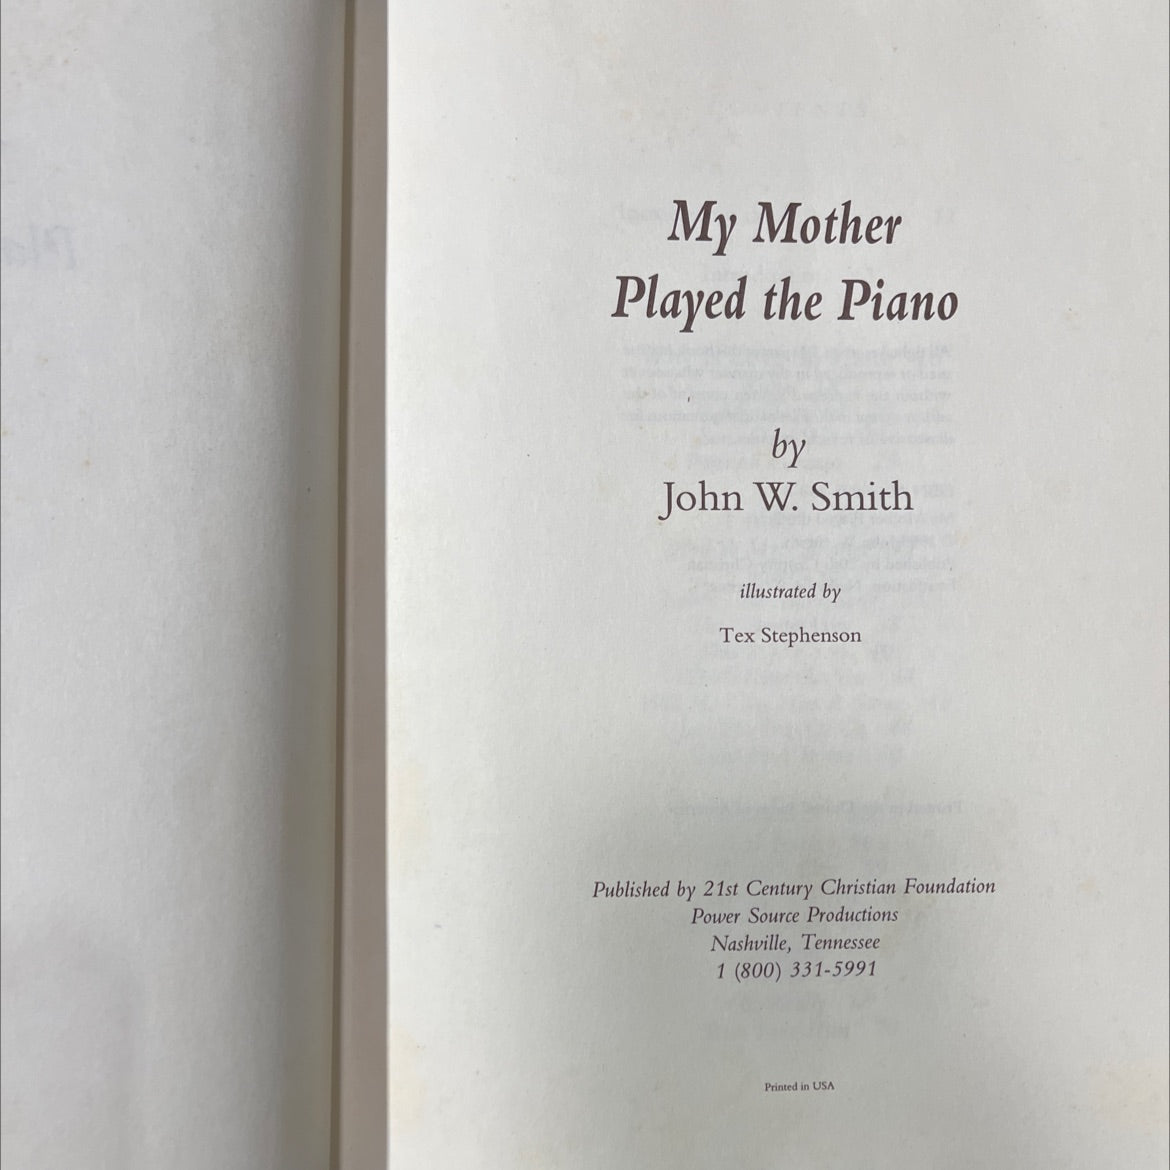 My Mother
Played the Piano
by
John W. Smith
illustrated by
Tex Stephenson
Published by 21st Century Christian Foundation
Power Source Productions
Nashville, Tennessee
1 (800) 331-5991
Printed in USA